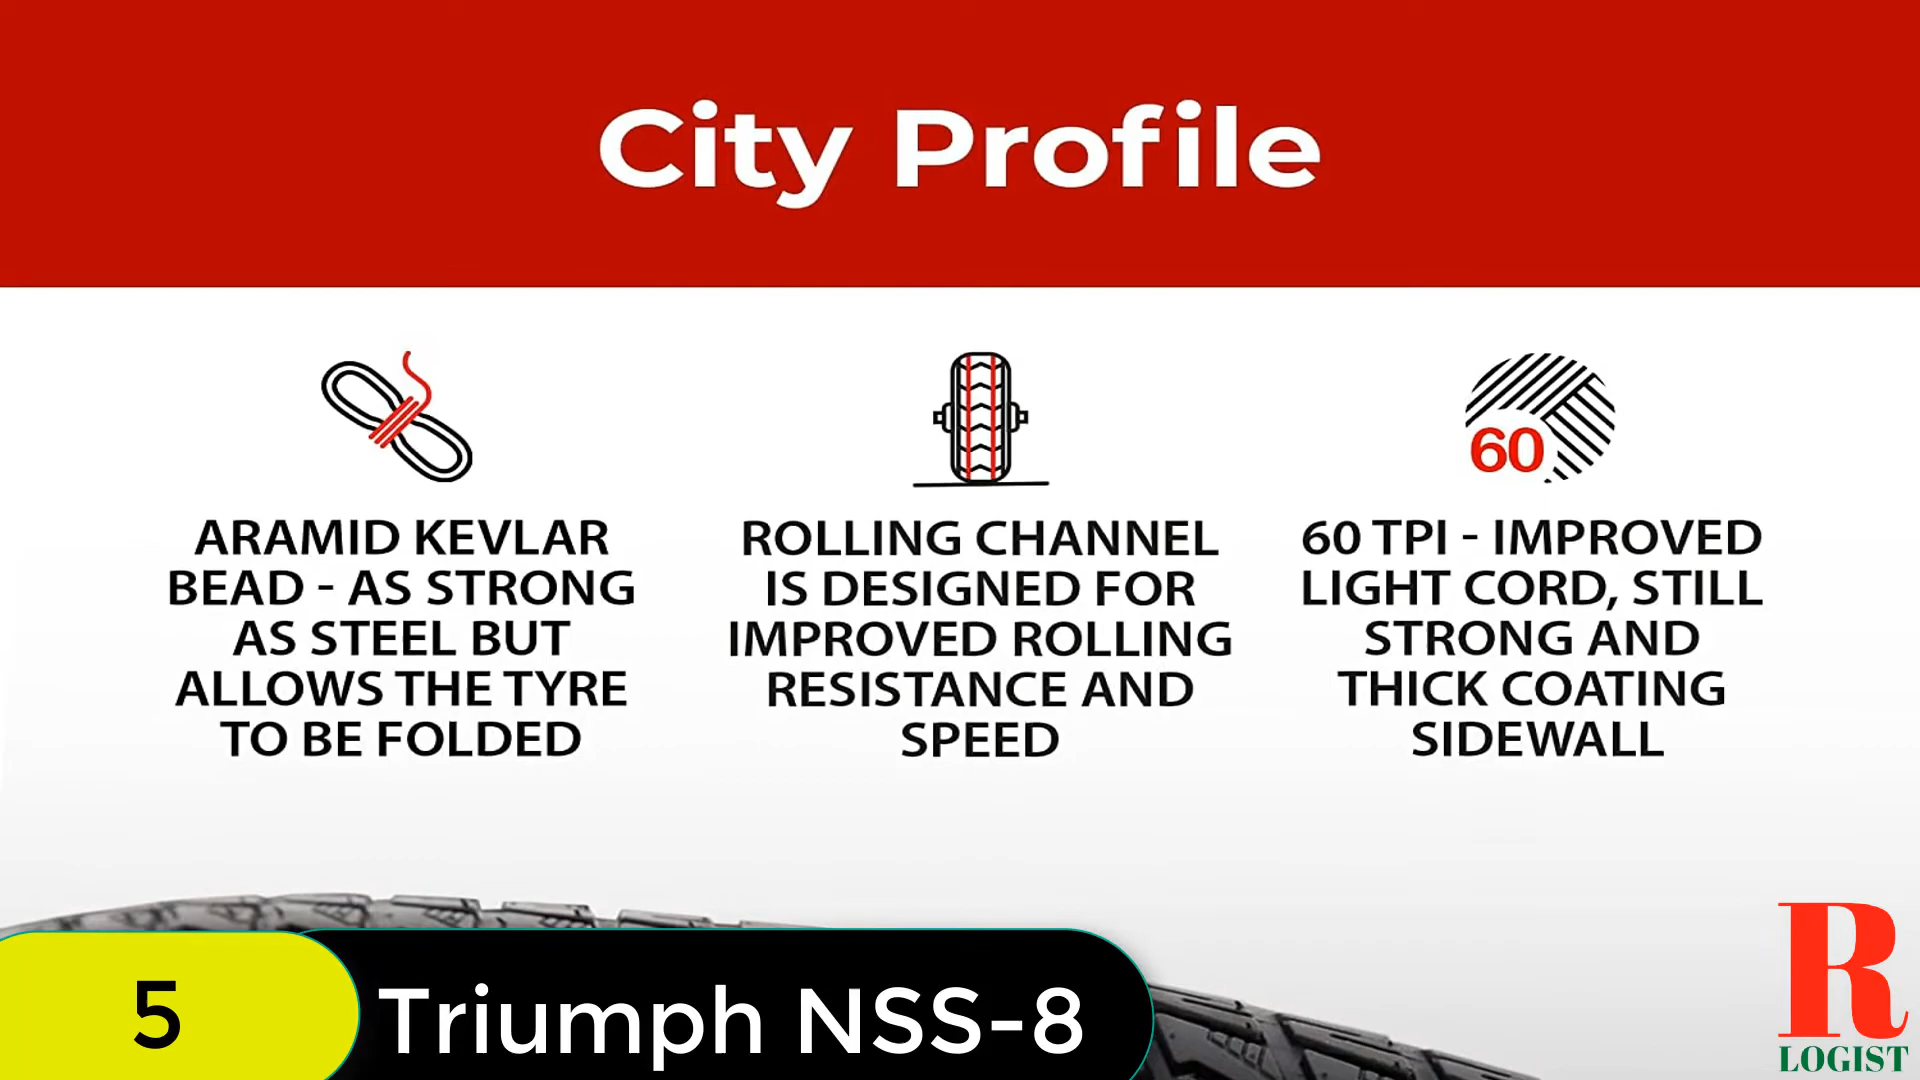 City Profile
ARAMID KEVLAR
BEAD - AS STRONG
AS STEEL BUT
ALLOWS THE TYRE
TO BE FOLDED
ROLLING CHANNEL
IS DESIGNED FOR
IMPROVED ROLLING
RESISTANCE AND
SPEED
60
60 TPI - IMPROVED
LIGHT CORD, STILL
STRONG AND
THICK COATING
SIDEWALL
5
Triumph NSS-8
R
LOGIST